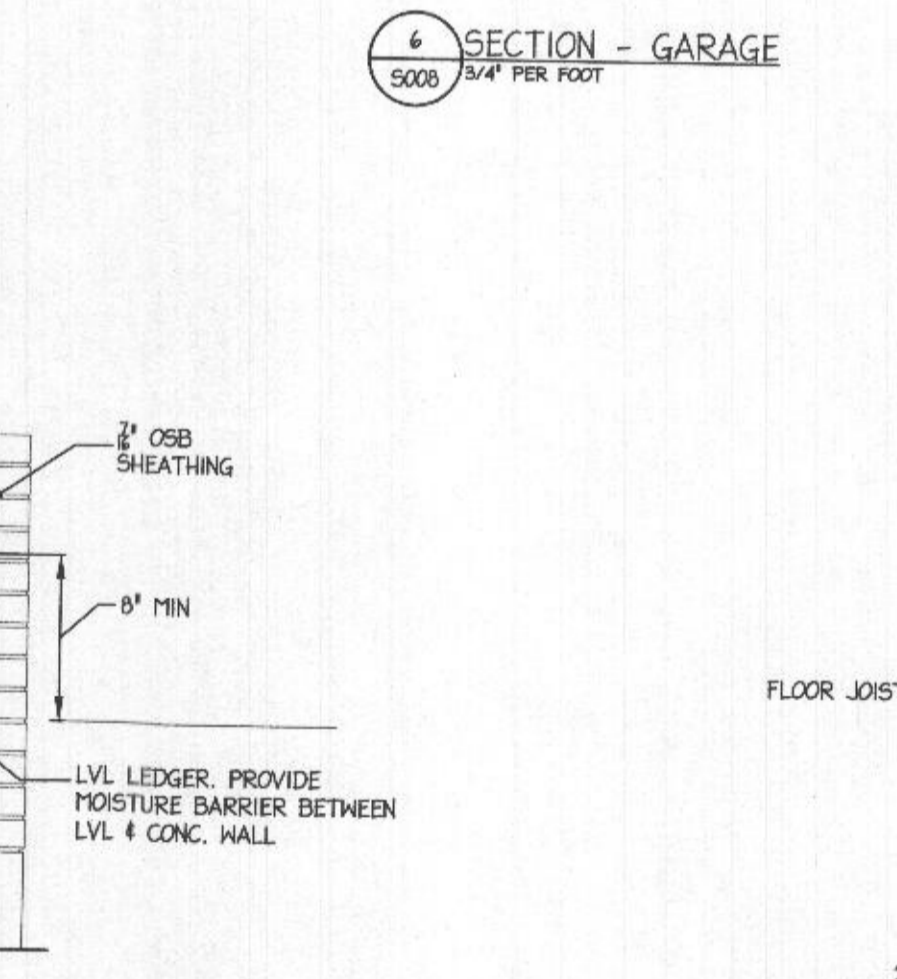 6
S008
SECTION - GARAGE
3/4" PER FOOT
7/16" OSB
SHEATHING
8" MIN
FLOOR JOIST
LVL LEDGER. PROVIDE
MOISTURE BARRIER BETWEEN
LVL & CONC. WALL